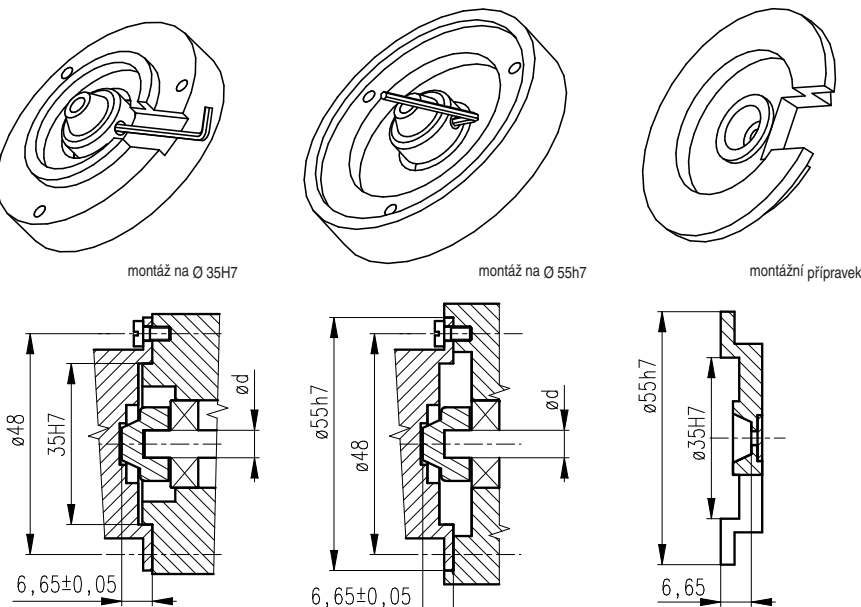 montáž na Ø 35H7
montáž na Ø 55h7
montážní přípravek
ø48
35H7
ød
6,65±0,05
ø55h7
ø48
ød
6,65±0,05
ø55h7
ø35H7
6,65